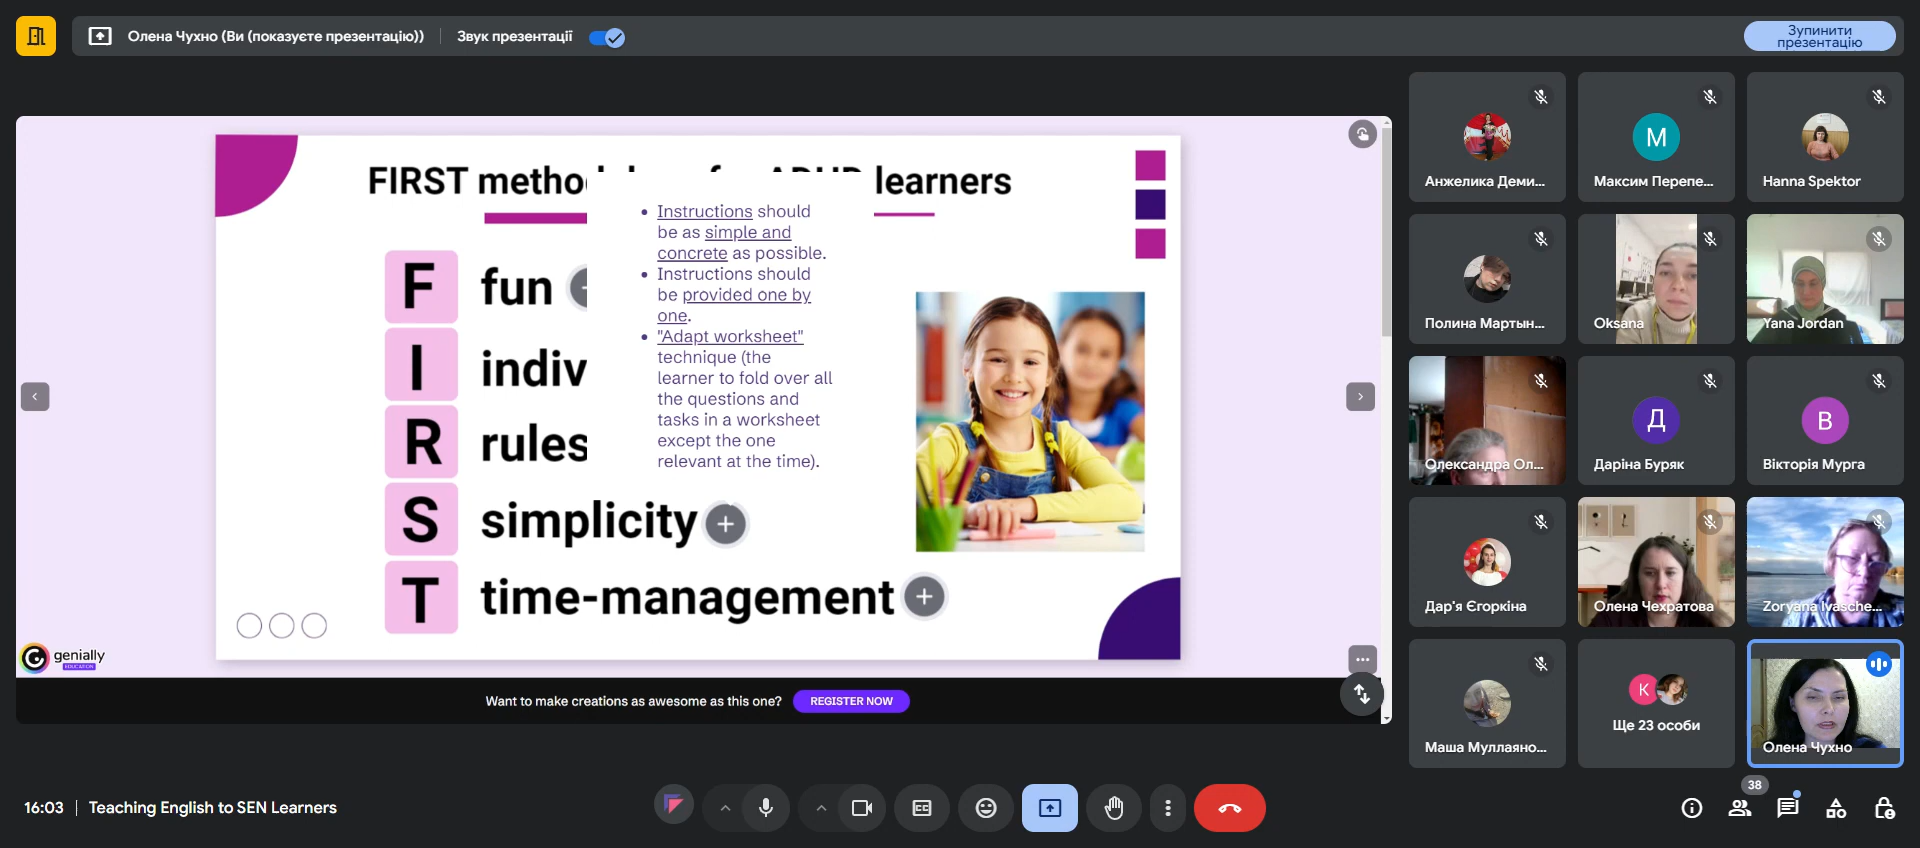 Олена Чухно (Ви (показуєте презентацію))
Звук презентації
Зупинити
презентацію
FIRST learners
Instructions should
be as simple and
concrete as possible.
Instructions should
be provided one by
one.
"Adapt worksheet"
technique (the
learner to fold over all
the questions and
tasks in a worksheet
except the one
relevant at the time).
F fun
I indiv
R rules
S simplicity +
T time-management +
genially
EDUCATION
Want to make creations as awesome as this one? REGISTER NOW
Анжелика Деми...
М
Максим Перепе...
Hanna Spektor
Полина Мартын...
Oksana
Yana Jordan
Олександра Ол...
Д
Даріна Буряк
В
Вікторія Мурга
Дар'я Єгоркіна
Олена Чехратова
Zoryana Ivasche...
Маша Муллаяно...
К
Ще 23 особи
Олена Чухно
16:03 | Teaching English to SEN Learners
CC
38